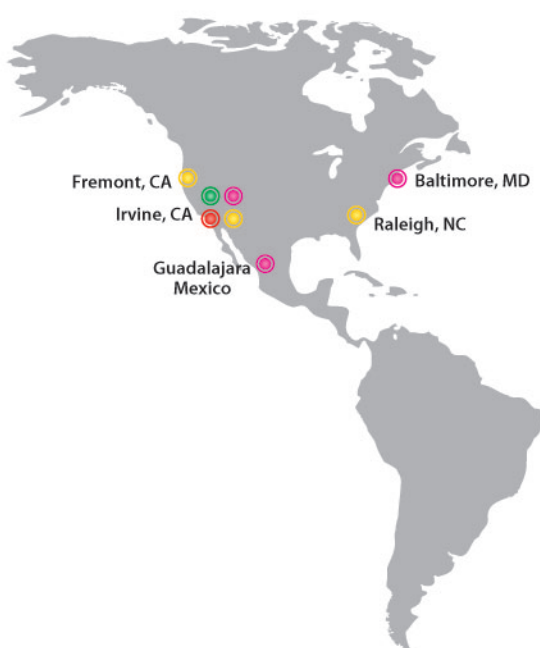 Fremont, CA
Baltimore, MD
Irvine, CA
Raleigh, NC
Guadalajara
Mexico